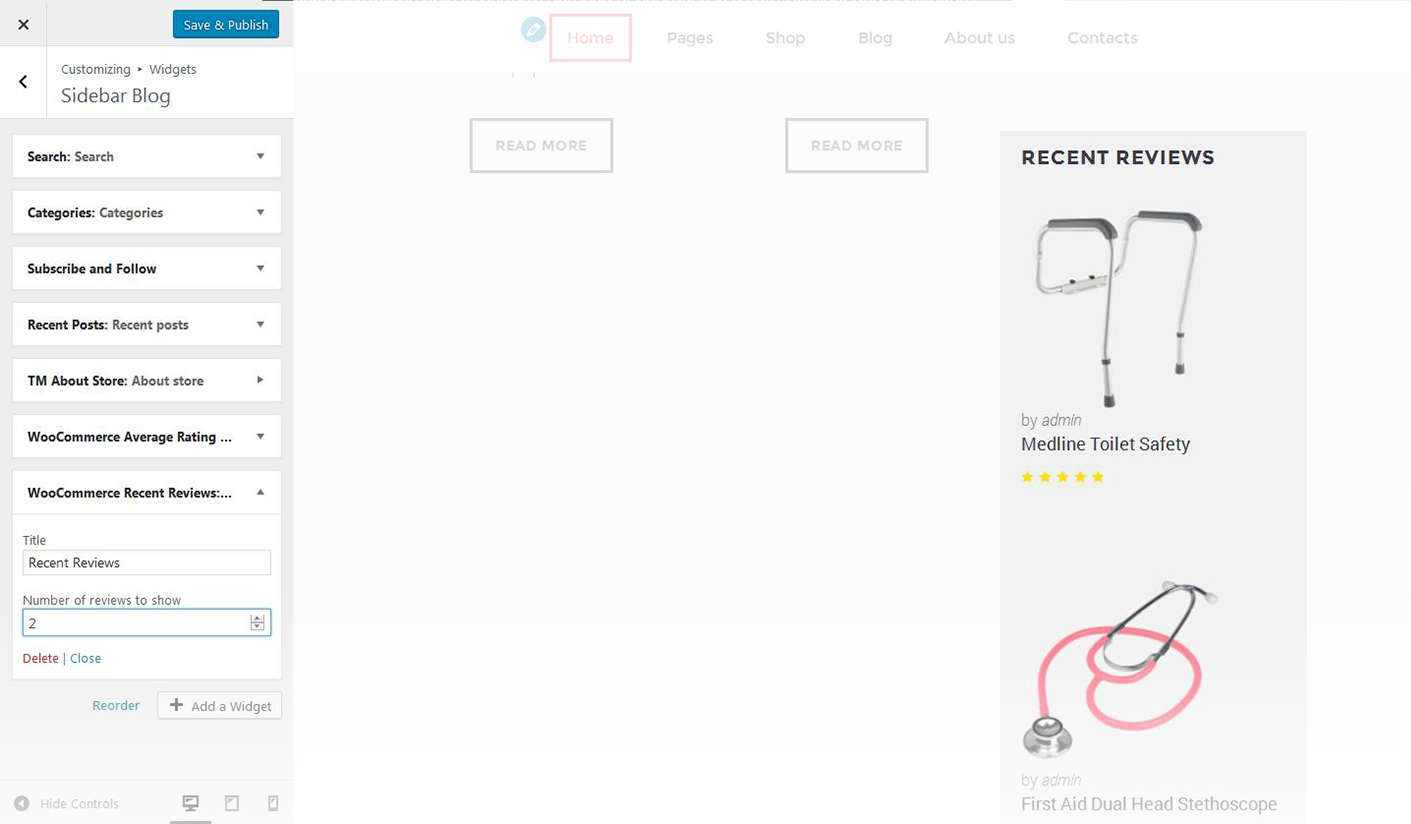 Save & Publish
Customizing ▸ Widgets
Sidebar Blog
Search: Search
Categories: Categories
Subscribe and Follow
Recent Posts: Recent posts
TM About Store: About store
WooCommerce Average Rating ...
WooCommerce Recent Reviews:...
Title
Recent Reviews
Number of reviews to show
2
Delete | Close
Reorder
Add a Widget
Hide Controls
Home Pages Shop Blog About us Contacts
READ MORE READ MORE
RECENT REVIEWS
by admin
Medline Toilet Safety
by admin
First Aid Dual Head Stethoscope